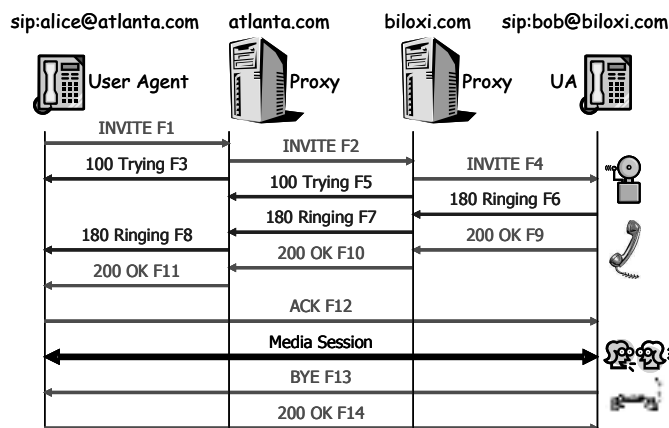 sip:alice@atlanta.com atlanta.com biloxi.com sip:bob@biloxi.com
User Agent Proxy Proxy UA
INVITE F1
INVITE F2
100 Trying F3 INVITE F4
100 Trying F5
180 Ringing F6
180 Ringing F7
180 Ringing F8 200 OK F9
200 OK F10
200 OK F11
ACK F12
Media Session
BYE F13
200 OK F14